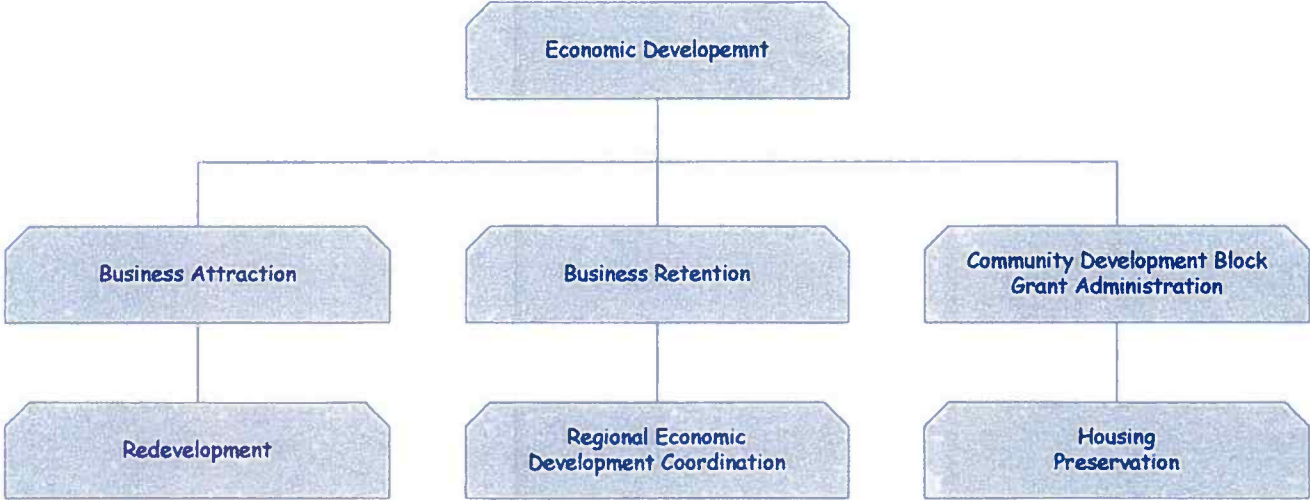 Economic Developemnt
Business Attraction
Business Retention
Community Development Block
Grant Administration
Redevelopment
Regional Economic
Development Coordination
Housing
Preservation